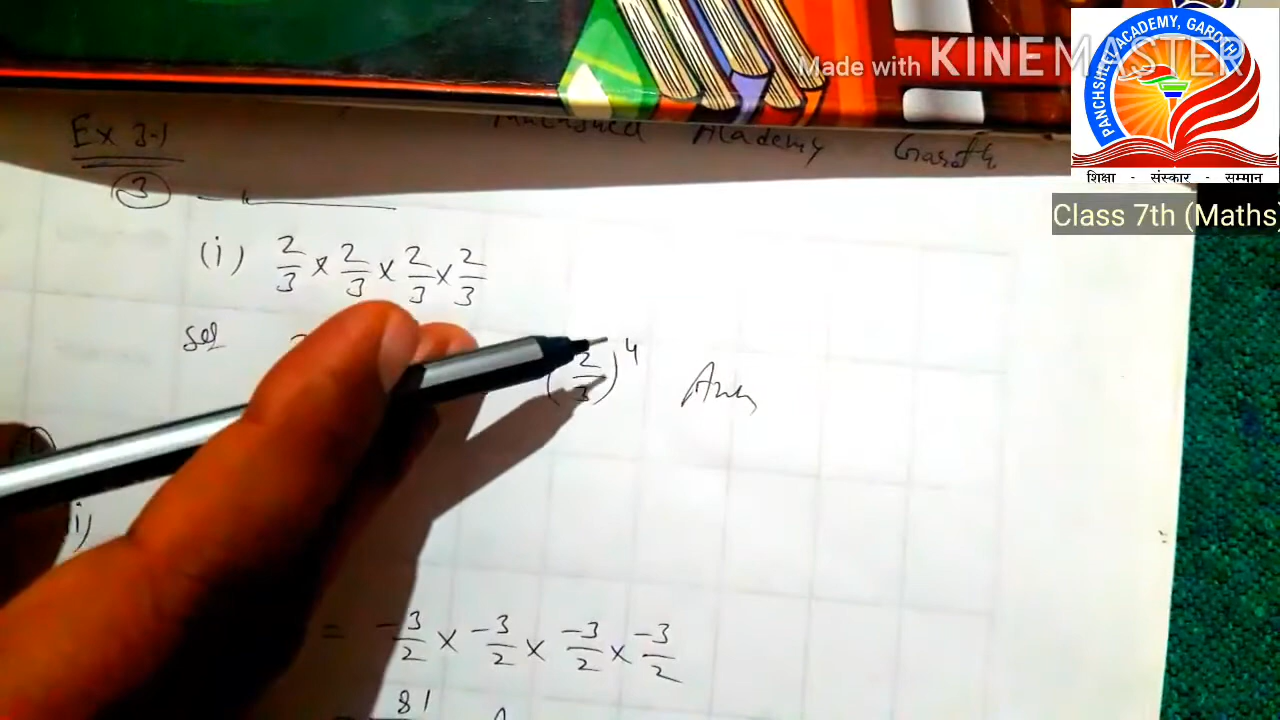 Made with KINEMASTER
PANCHSHEEL ACADEMY, GAROTH
शिक्षा - संस्कार - सम्मान
Class 7th (Maths)
Ex 3.1
Academy Garoth
3
(i) 2/3 × 2/3 × 2/3 × 2/3
Sol
(2/3)^4 Ans
i)
= -3/2 × -3/2 × -3/2 × -3/2
81